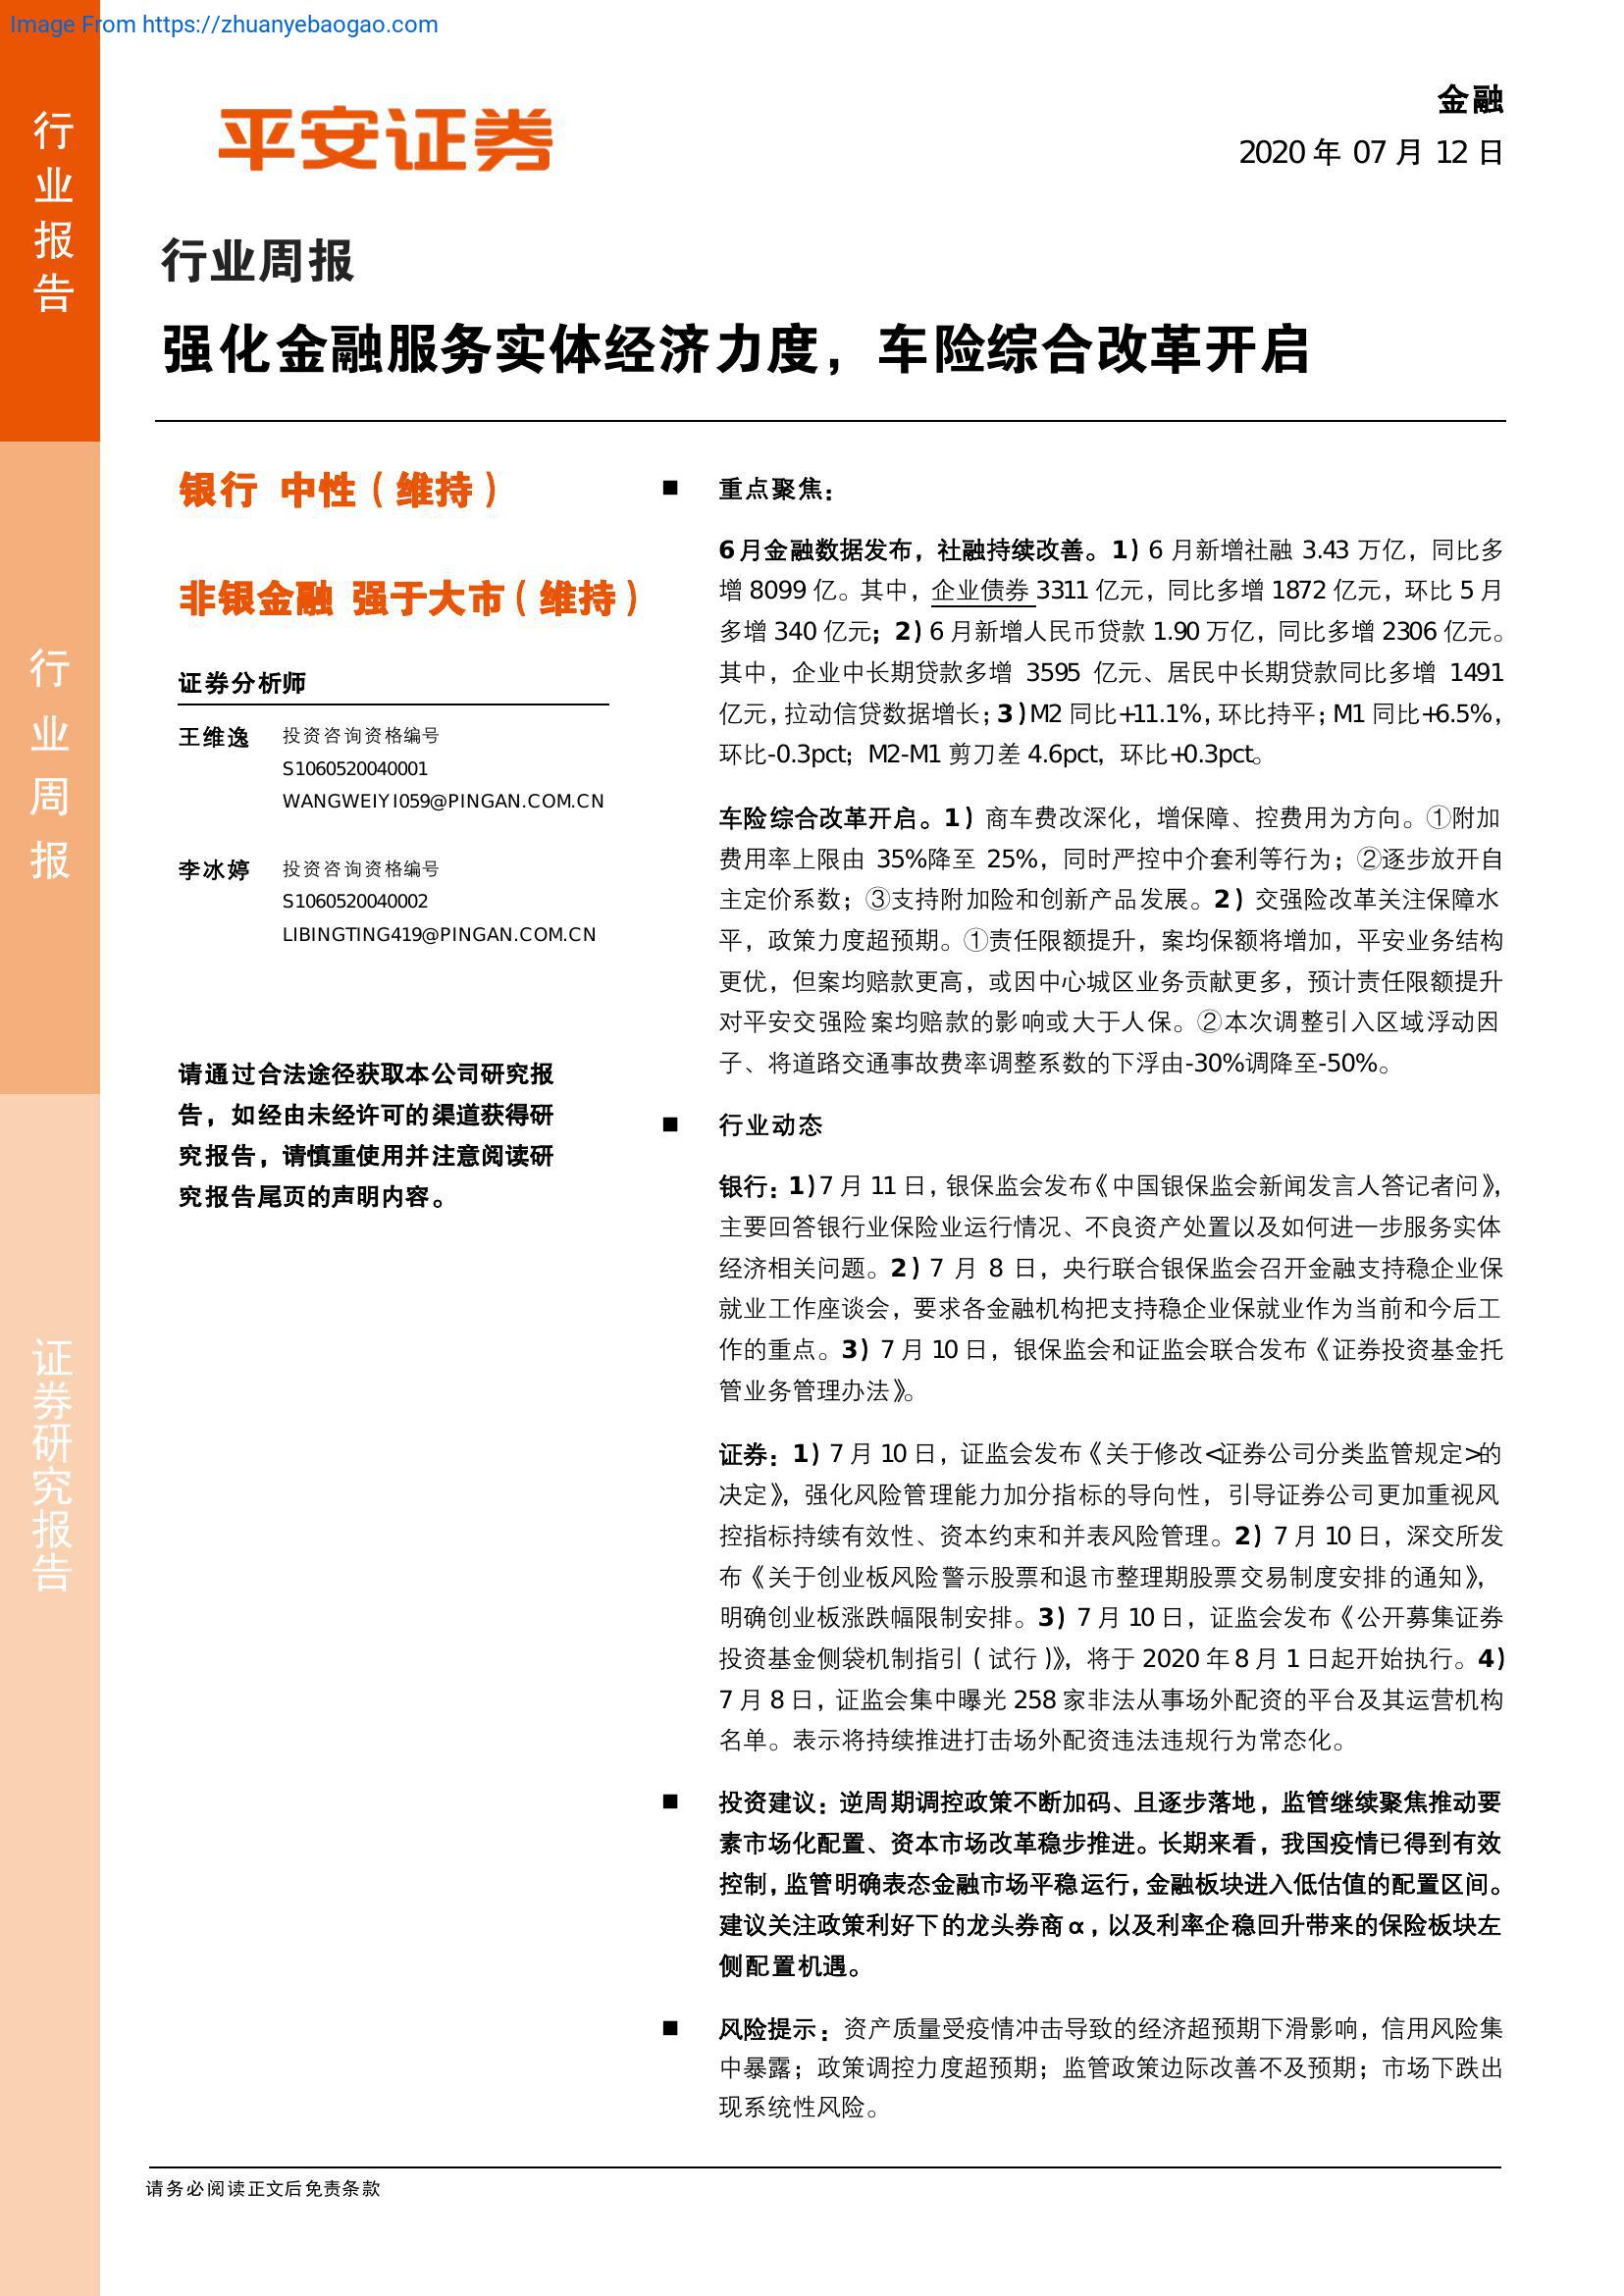 Image From https://zhuanyebaogao.com
行业报告
行业周报
证券研究报告
平安证券
金融
2020 年 07 月 12 日
行业周报
强化金融服务实体经济力度，车险综合改革开启
银行 中性（维持）
非银金融 强于大市（维持）
证券分析师
王维逸 投资咨询资格编号
S1060520040001
WANGWEIYI059@PINGAN.COM.CN
李冰婷 投资咨询资格编号
S1060520040002
LIBINGTING419@PINGAN.COM.CN
请通过合法途径获取本公司研究报
告，如经由未经许可的渠道获得研
究报告，请慎重使用并注意阅读研
究报告尾页的声明内容。
■ 重点聚焦：
6 月金融数据发布，社融持续改善。1）6 月新增社融 3.43 万亿，同比多
增 8099 亿。其中，企业债券 3311 亿元，同比多增 1872 亿元，环比 5 月
多增 340 亿元；2）6 月新增人民币贷款 1.90 万亿，同比多增 2306 亿元。
其中，企业中长期贷款多增 3595 亿元、居民中长期贷款同比多增 1491
亿元，拉动信贷数据增长；3）M2 同比+11.1%，环比持平；M1 同比+6.5%，
环比-0.3pct；M2-M1 剪刀差 4.6pct，环比+0.3pct。
车险综合改革开启。1）商车费改深化，增保障、控费用为方向。①附加
费用率上限由 35%降至 25%，同时严控中介套利等行为；②逐步放开自
主定价系数；③支持附加险和创新产品发展。2）交强险改革关注保障水
平，政策力度超预期。①责任限额提升，案均保额将增加，平安业务结构
更优，但案均赔款更高，或因中心城区业务贡献更多，预计责任限额提升
对平安交强险案均赔款的影响或大于人保。②本次调整引入区域浮动因
子、将道路交通事故费率调整系数的下浮由-30%调降至-50%。
■ 行业动态
银行：1）7 月 11 日，银保监会发布《中国银保监会新闻发言人答记者问》，
主要回答银行业保险业运行情况、不良资产处置以及如何进一步服务实体
经济相关问题。2）7 月 8 日，央行联合银保监会召开金融支持稳企业保
就业工作座谈会，要求各金融机构把支持稳企业保就业作为当前和今后工
作的重点。3）7 月 10 日，银保监会和证监会联合发布《证券投资基金托
管业务管理办法》。
证券：1）7 月 10 日，证监会发布《关于修改<证券公司分类监管规定>的
决定》，强化风险管理能力加分指标的导向性，引导证券公司更加重视风
控指标持续有效性、资本约束和并表风险管理。2）7 月 10 日，深交所发
布《关于创业板风险警示股票和退市整理期股票交易制度安排的通知》，
明确创业板涨跌幅限制安排。3）7 月 10 日，证监会发布《公开募集证券
投资基金侧袋机制指引（试行）》，将于 2020 年 8 月 1 日起开始执行。4）
7 月 8 日，证监会集中曝光 258 家非法从事场外配资的平台及其运营机构
名单。表示将持续推进打击场外配资违法违规行为常态化。
■ 投资建议：逆周期调控政策不断加码、且逐步落地，监管继续聚焦推动要
素市场化配置、资本市场改革稳步推进。长期来看，我国疫情已得到有效
控制，监管明确表态金融市场平稳运行，金融板块进入低估值的配置区间。
建议关注政策利好下的龙头券商α，以及利率企稳回升带来的保险板块左
侧配置机遇。
■ 风险提示：资产质量受疫情冲击导致的经济超预期下滑影响，信用风险集
中暴露；政策调控力度超预期；监管政策边际改善不及预期；市场下跌出
现系统性风险。
请务必阅读正文后免责条款